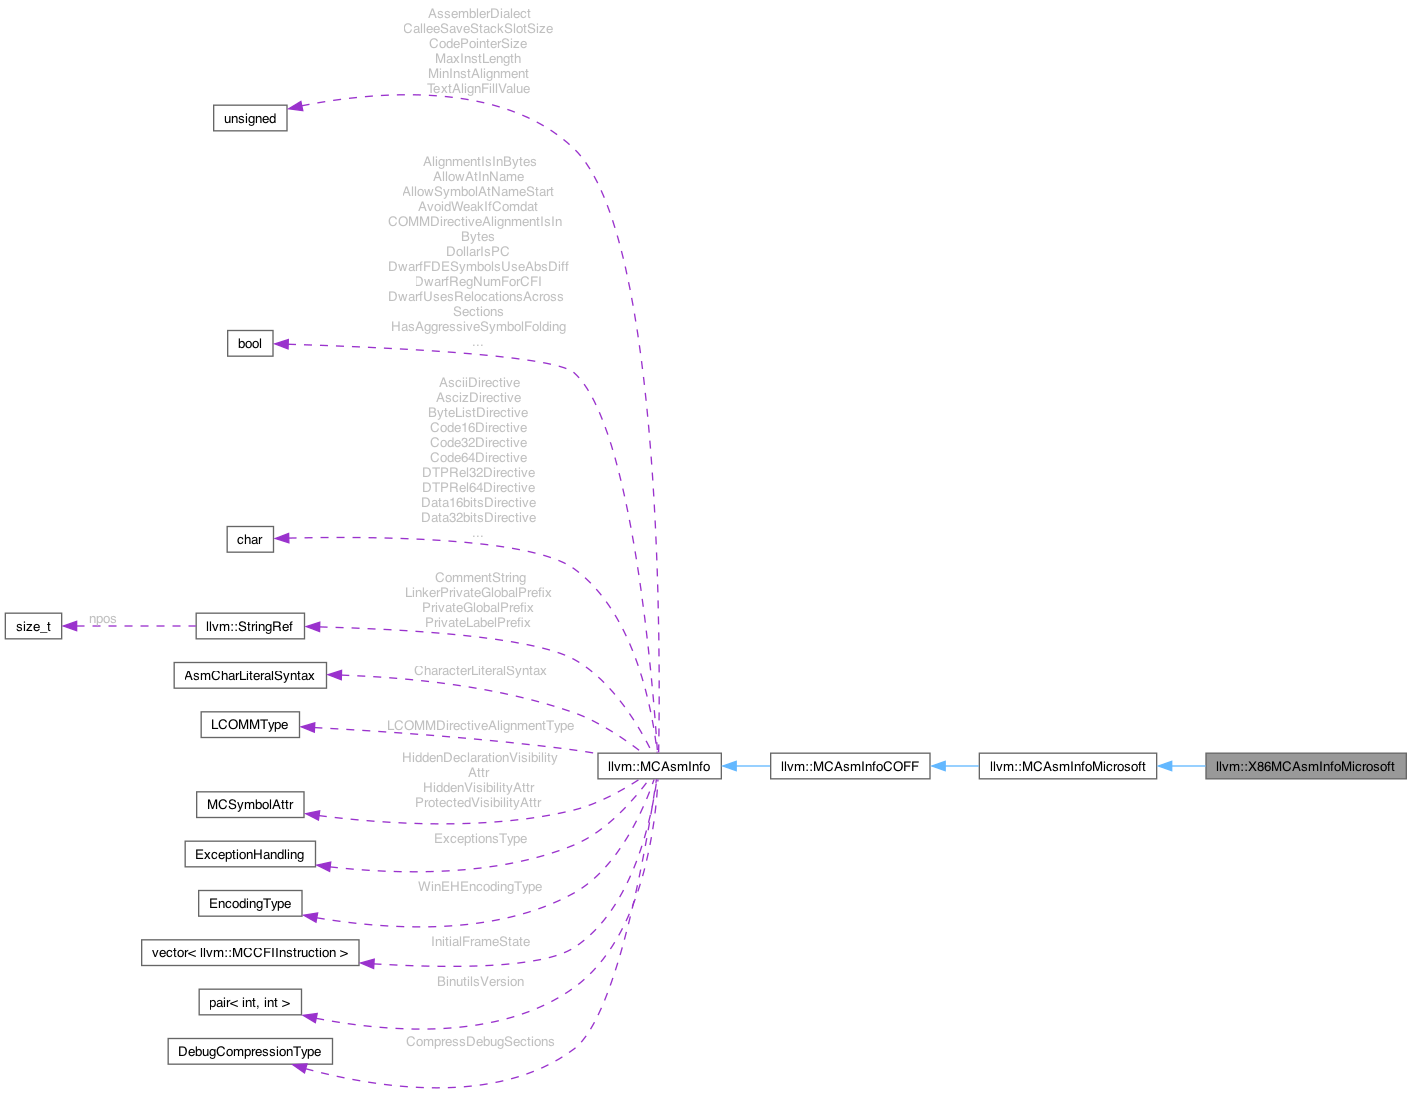 AssemblerDialect
CalleeSaveStackSlotSize
CodePointerSize
MaxInstLength
MinInstAlignment
TextAlignFillValue
unsigned
AlignmentIsInBytes
AllowAtInName
AllowSymbolAtNameStart
AvoidWeakIfComdat
COMMDirectiveAlignmentIsIn
Bytes
DollarIsPC
DwarfFDESymbolsUseAbsDiff
DwarfRegNumForCFI
DwarfUsesRelocationsAcross
Sections
HasAggressiveSymbolFolding
...
bool
AsciiDirective
AscizDirective
ByteListDirective
Code16Directive
Code32Directive
Code64Directive
DTPRel32Directive
DTPRel64Directive
Data16bitsDirective
Data32bitsDirective
...
char
CommentString
LinkerPrivateGlobalPrefix
PrivateGlobalPrefix
PrivateLabelPrefix
size_t
npos
llvm::StringRef
AsmCharLiteralSyntax
CharacterLiteralSyntax
LCOMMType
LCOMMDirectiveAlignmentType
llvm::MCAsmInfo
llvm::MCAsmInfoCOFF
llvm::MCAsmInfoMicrosoft
llvm::X86MCAsmInfoMicrosoft
HiddenDeclarationVisibility
Attr
HiddenVisibilityAttr
ProtectedVisibilityAttr
MCSymbolAttr
ExceptionsType
ExceptionHandling
WinEHEncodingType
EncodingType
InitialFrameState
vector< llvm::MCCFIInstruction >
BinutilsVersion
pair< int, int >
CompressDebugSections
DebugCompressionType